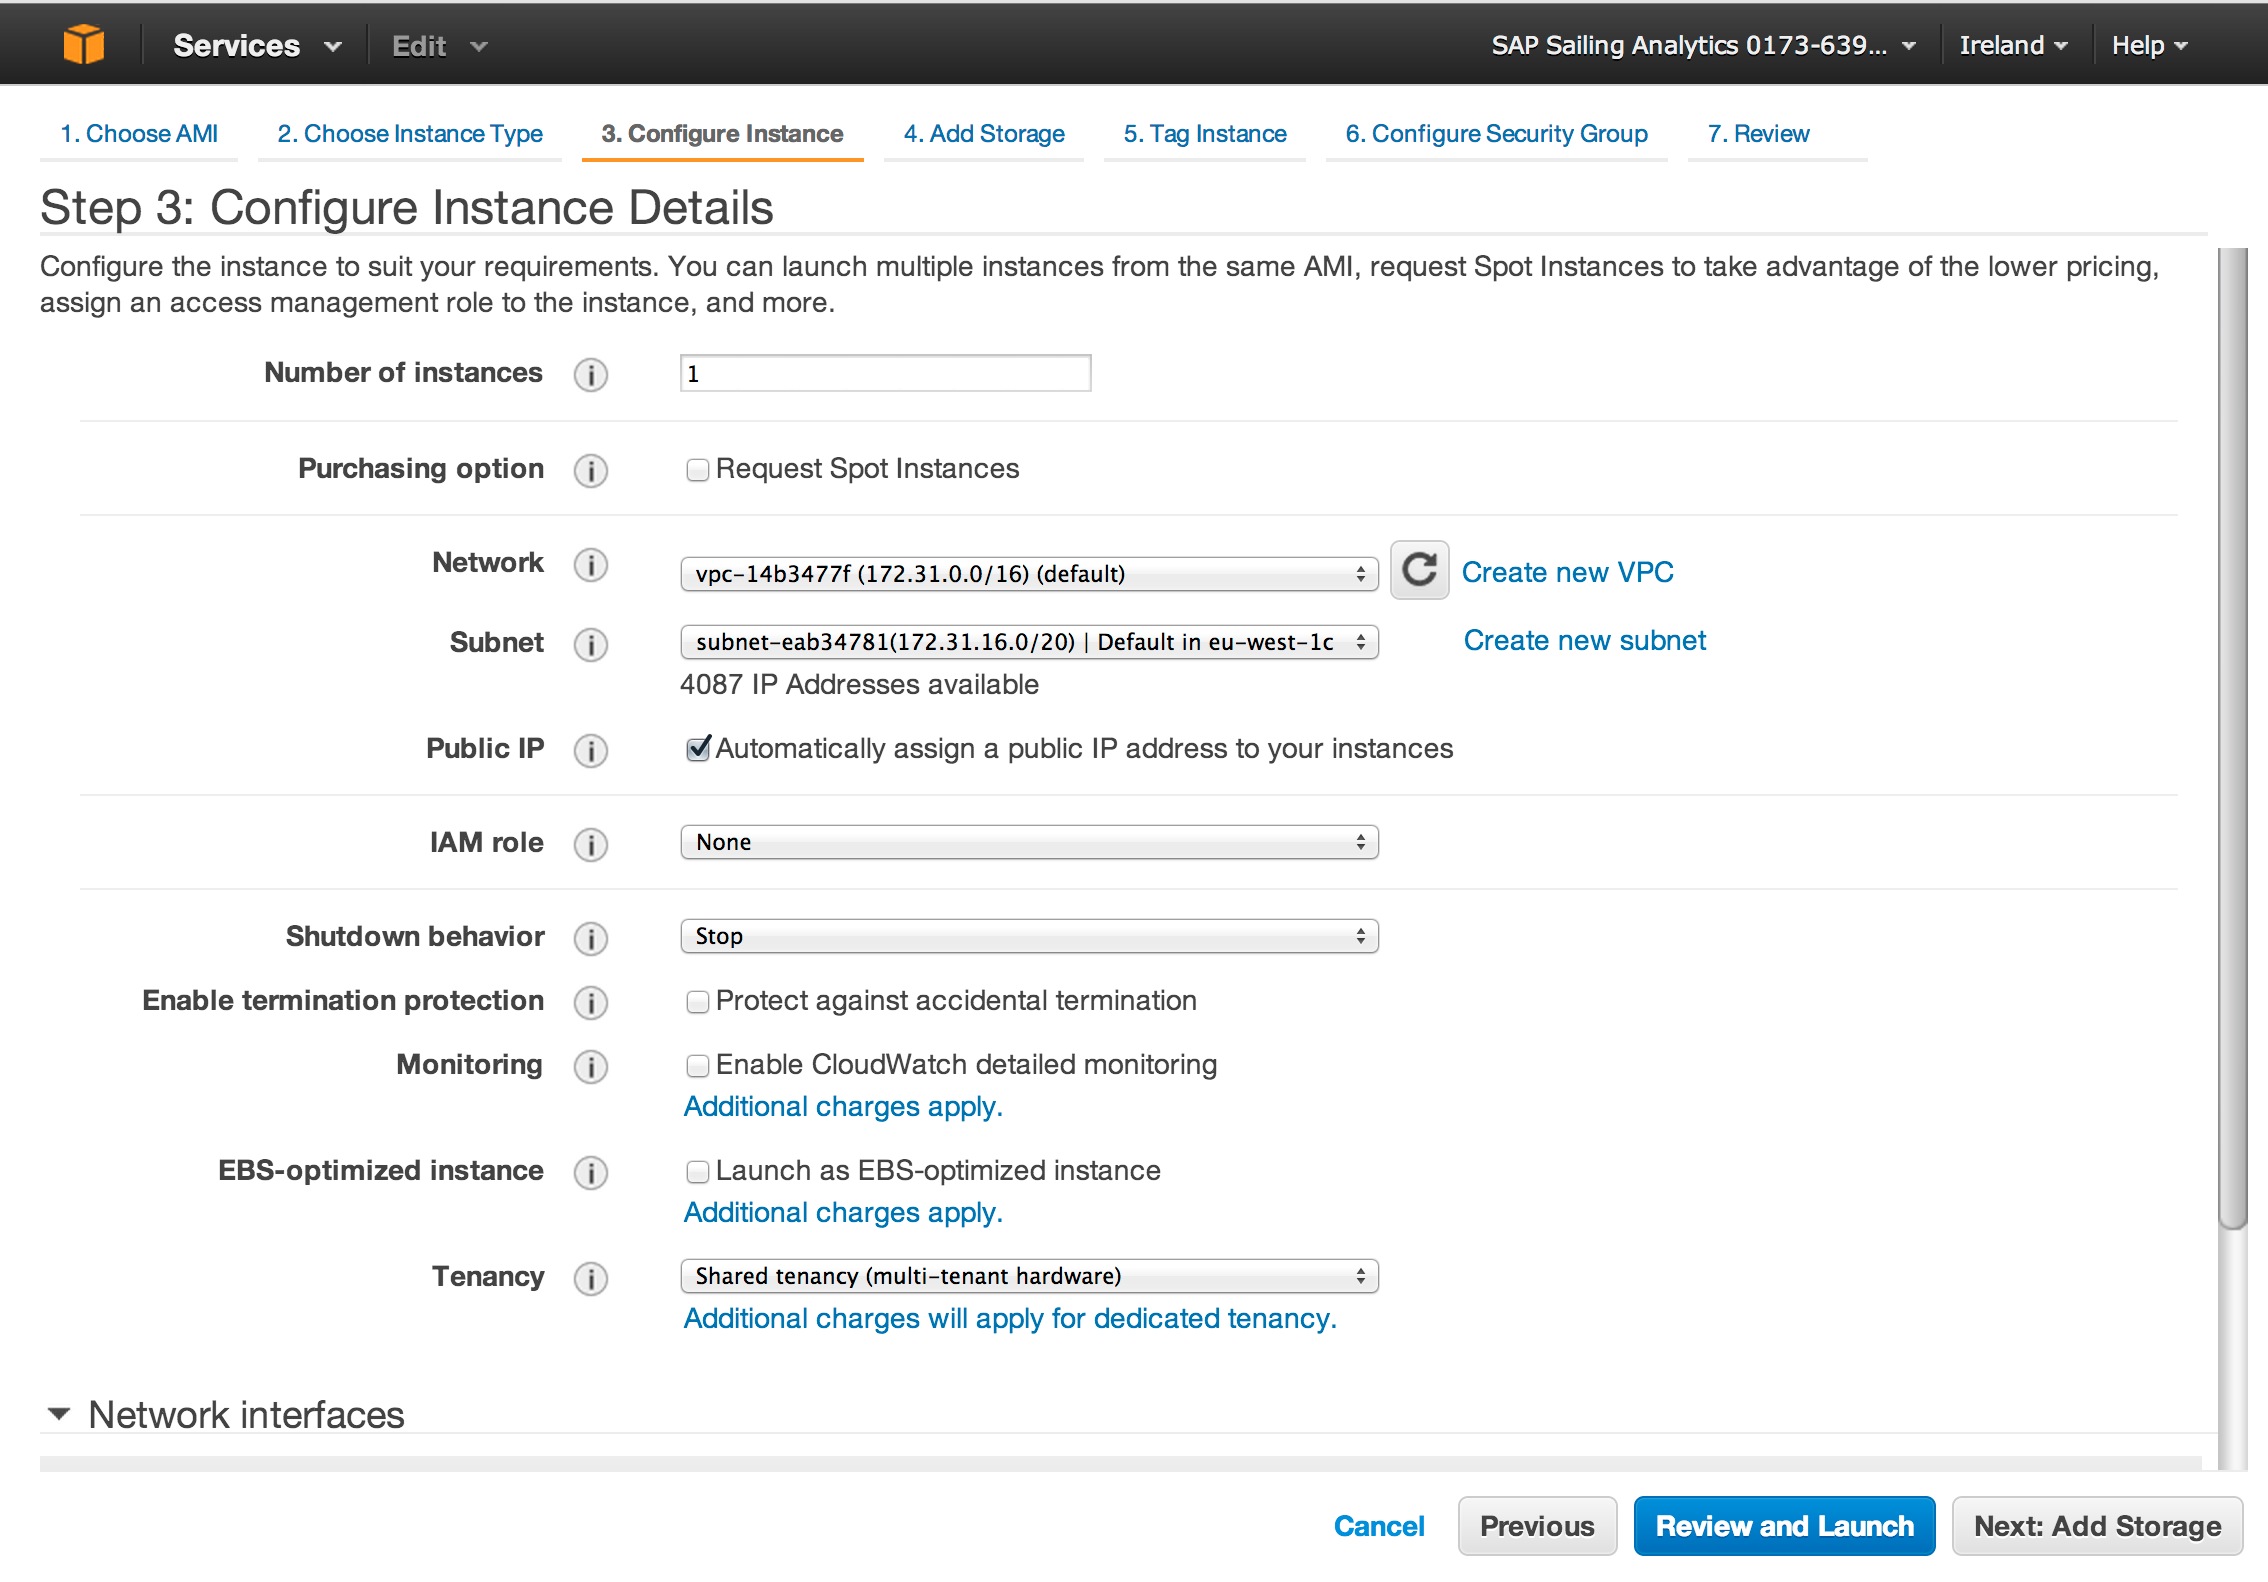 Services Edit SAP Sailing Analytics 0173-639... Ireland Help
1. Choose AMI 2. Choose Instance Type 3. Configure Instance 4. Add Storage 5. Tag Instance 6. Configure Security Group 7. Review
Step 3: Configure Instance Details
Configure the instance to suit your requirements. You can launch multiple instances from the same AMI, request Spot Instances to take advantage of the lower pricing,
assign an access management role to the instance, and more.
Number of instances i 1
Purchasing option i Request Spot Instances
Network i vpc-14b3477f (172.31.0.0/16) (default) Create new VPC
Subnet i subnet-eab34781(172.31.16.0/20) | Default in eu-west-1c Create new subnet
4087 IP Addresses available
Public IP i Automatically assign a public IP address to your instances
IAM role i None
Shutdown behavior i Stop
Enable termination protection i Protect against accidental termination
Monitoring i Enable CloudWatch detailed monitoring
Additional charges apply.
EBS-optimized instance i Launch as EBS-optimized instance
Additional charges apply.
Tenancy i Shared tenancy (multi-tenant hardware)
Additional charges will apply for dedicated tenancy.
Network interfaces
Cancel Previous Review and Launch Next: Add Storage